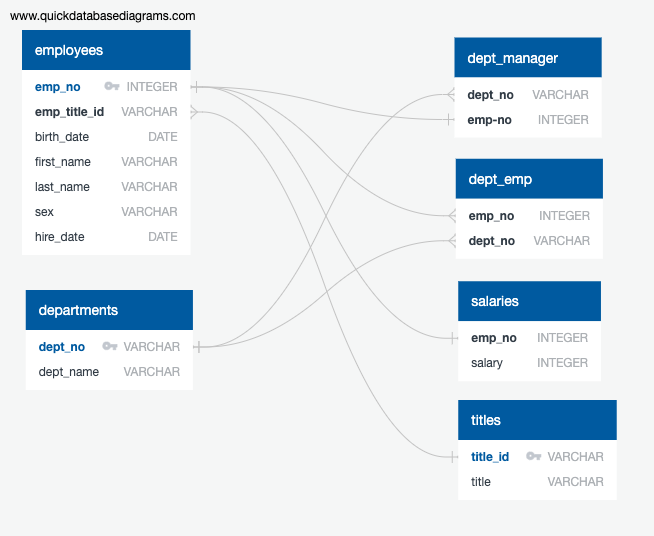 www.quickdatabasediagrams.com
employees
emp_no INTEGER
emp_title_id VARCHAR
birth_date DATE
first_name VARCHAR
last_name VARCHAR
sex VARCHAR
hire_date DATE
departments
dept_no VARCHAR
dept_name VARCHAR
dept_manager
dept_no VARCHAR
emp-no INTEGER
dept_emp
emp_no INTEGER
dept_no VARCHAR
salaries
emp_no INTEGER
salary INTEGER
titles
title_id VARCHAR
title VARCHAR